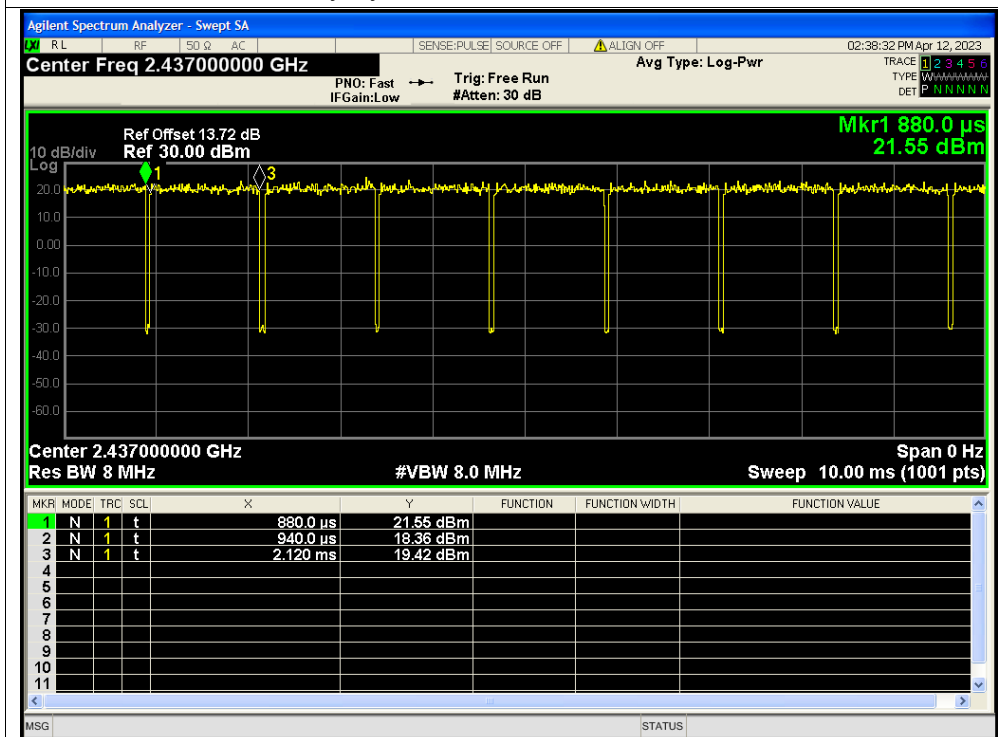 Agilent Spectrum Analyzer - Swept SA
LXI RL RF 50 Ω AC SENSE:PULSE SOURCE OFF ALIGN OFF 02:38:32 PM Apr 12, 2023
Center Freq 2.437000000 GHz Avg Type: Log-Pwr TRACE 1 2 3 4 5 6
PNO: Fast Trig: Free Run TYPE WWWWWW
IFGain:Low #Atten: 30 dB DET P N N N N N
Mkr1 880.0 µs
Ref Offset 13.72 dB
10 dB/div Ref 30.00 dBm 21.55 dBm
Log
1
3
20.0
10.0
0.00
-10.0
-20.0
-30.0
-40.0
-50.0
-60.0
Center 2.437000000 GHz Span 0 Hz
Res BW 8 MHz #VBW 8.0 MHz Sweep 10.00 ms (1001 pts)
MKR MODE TRC SCL X Y FUNCTION FUNCTION WIDTH FUNCTION VALUE
1 N 1 t 880.0 µs 21.55 dBm
2 N 1 t 940.0 µs 18.36 dBm
3 N 1 t 2.120 ms 19.42 dBm
4
5
6
7
8
9
10
11
MSG STATUS